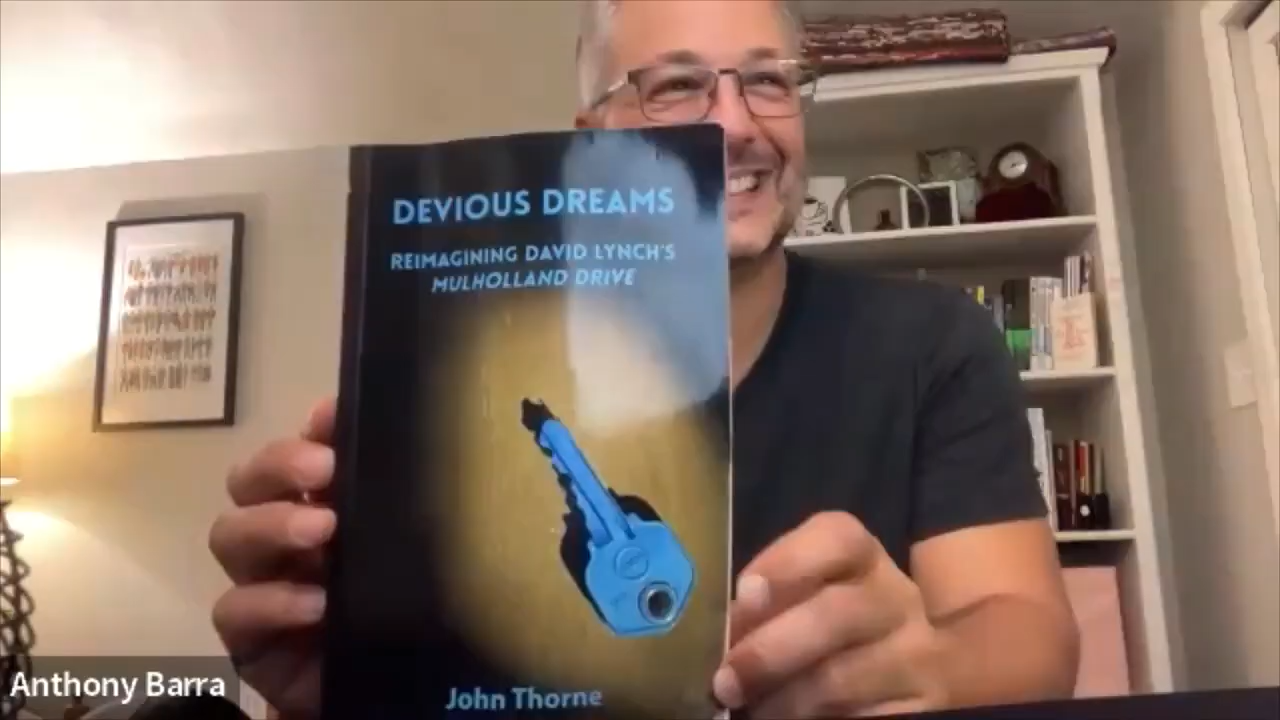 DEVIOUS DREAMS
REIMAGINING DAVID LYNCH'S
MULHOLLAND DRIVE
John Thorne
Anthony Barra